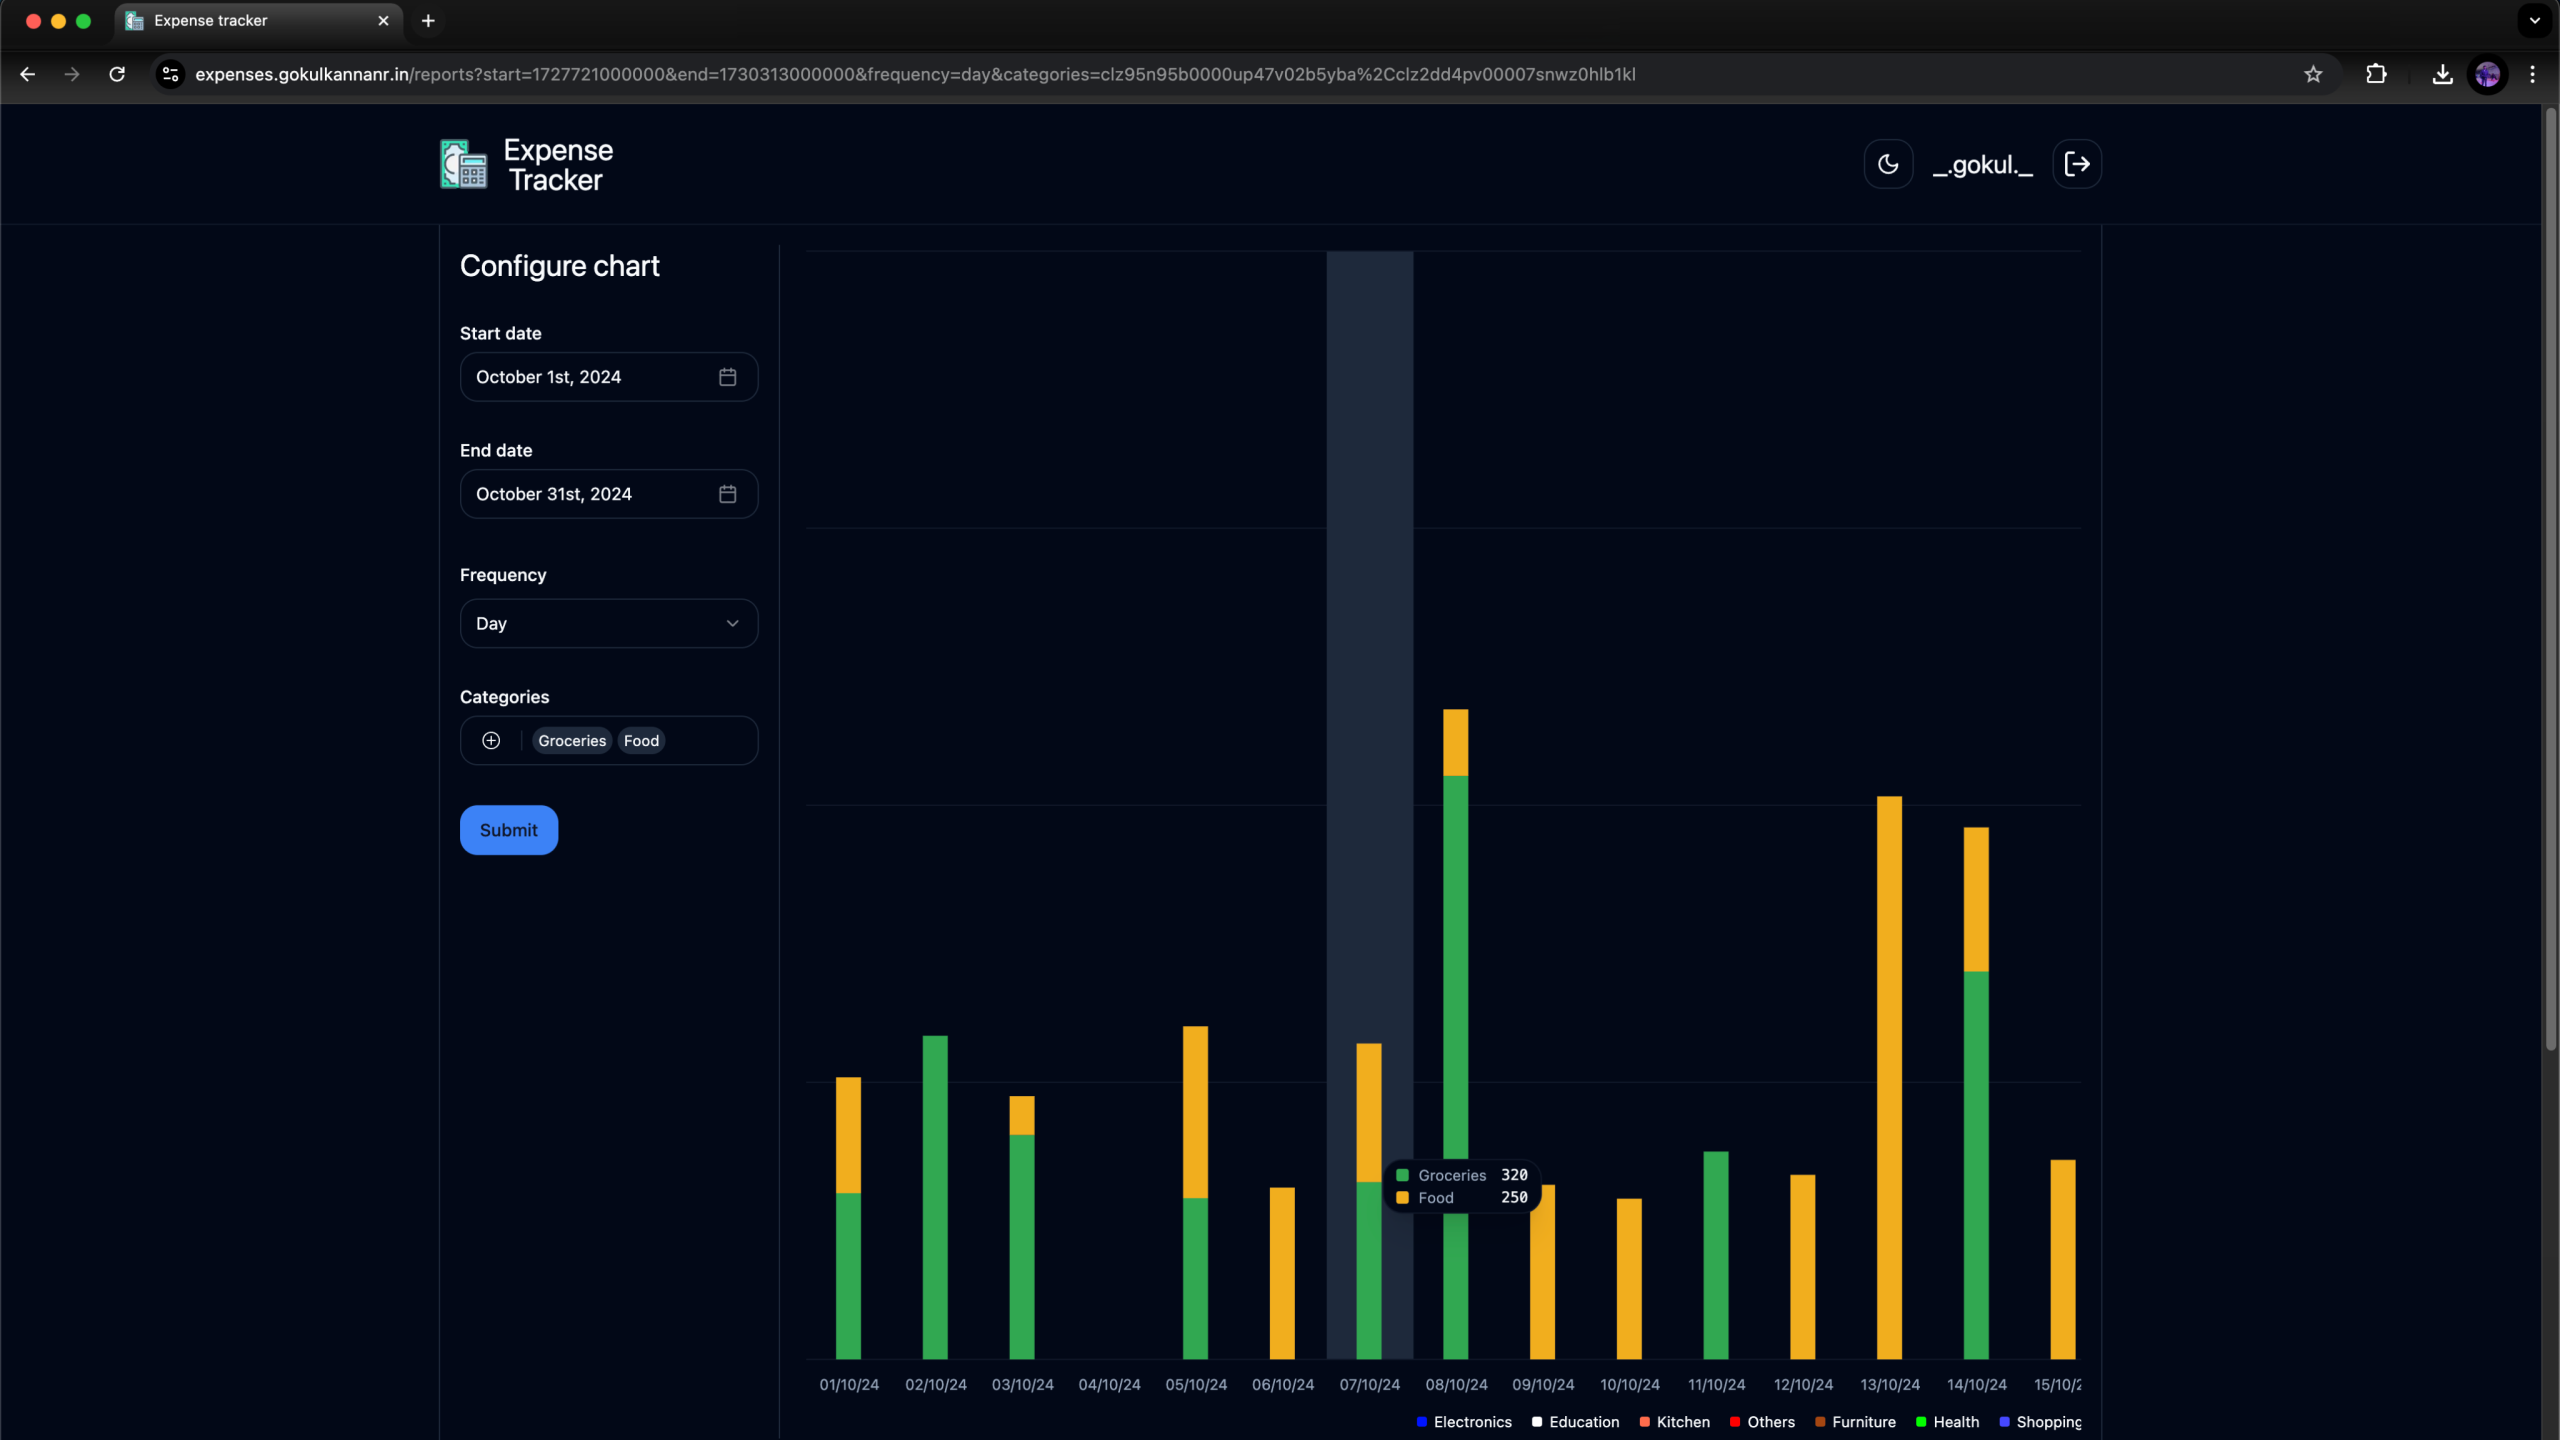 Expense tracker
expenses.gokulkannanr.in/reports?start=1727721000000&end=1730313000000&frequency=day&categories=clz95n95b0000up47v02b5yba%2Cclz2dd4pv00007snwz0hlb1kl
Expense
Tracker
_.gokul._
Configure chart
Start date
October 1st, 2024
End date
October 31st, 2024
Frequency
Day
Categories
Groceries Food
Submit
Groceries 320
Food 250
01/10/24 02/10/24 03/10/24 04/10/24 05/10/24 06/10/24 07/10/24 08/10/24 09/10/24 10/10/24 11/10/24 12/10/24 13/10/24 14/10/24 15/10/2
Electronics Education Kitchen Others Furniture Health Shopping